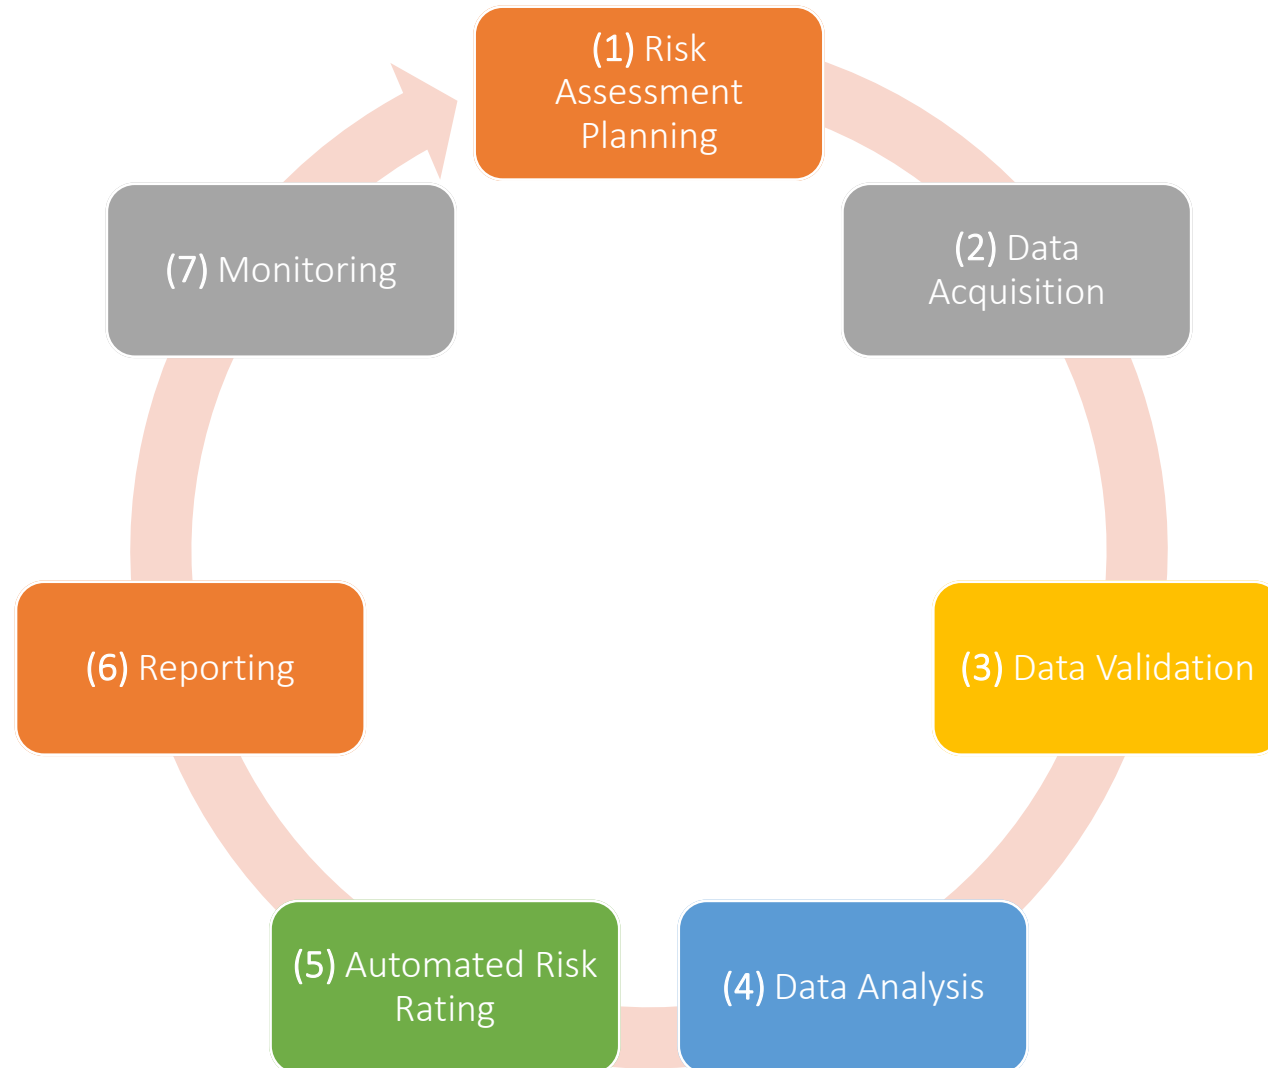 (1) Risk
Assessment
Planning
(2) Data
Acquisition
(3) Data Validation
(4) Data Analysis
(5) Automated Risk
Rating
(6) Reporting
(7) Monitoring